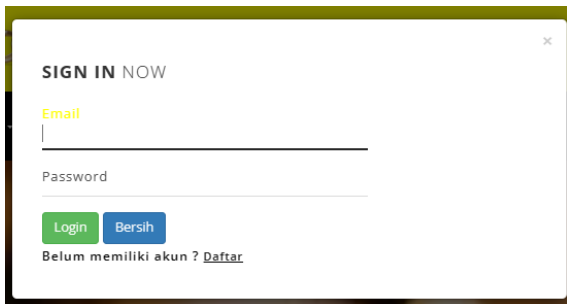 ×
SIGN IN NOW
Email
Password
Login Bersih
Belum memiliki akun ? Daftar